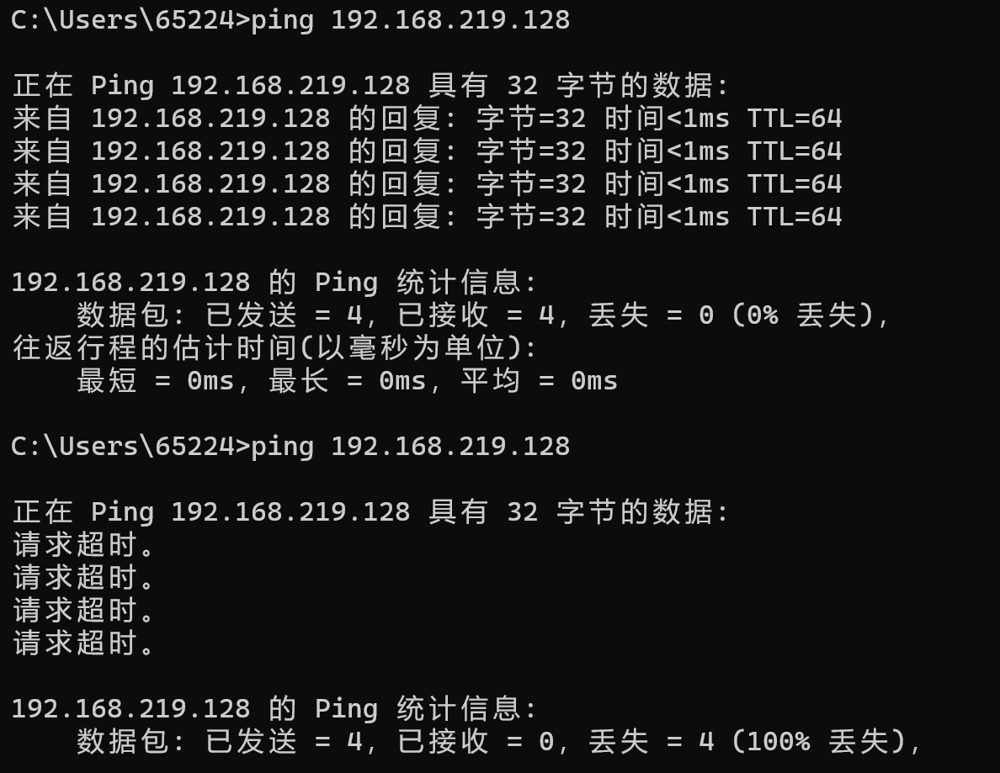 C:\Users\65224>ping 192.168.219.128
正在 Ping 192.168.219.128 具有 32 字节的数据:
来自 192.168.219.128 的回复: 字节=32 时间<1ms TTL=64
来自 192.168.219.128 的回复: 字节=32 时间<1ms TTL=64
来自 192.168.219.128 的回复: 字节=32 时间<1ms TTL=64
来自 192.168.219.128 的回复: 字节=32 时间<1ms TTL=64
192.168.219.128 的 Ping 统计信息:
数据包: 已发送 = 4, 已接收 = 4, 丢失 = 0 (0% 丢失),
往返行程的估计时间(以毫秒为单位):
最短 = 0ms, 最长 = 0ms, 平均 = 0ms
C:\Users\65224>ping 192.168.219.128
正在 Ping 192.168.219.128 具有 32 字节的数据:
请求超时。
请求超时。
请求超时。
请求超时。
192.168.219.128 的 Ping 统计信息:
数据包: 已发送 = 4, 已接收 = 0, 丢失 = 4 (100% 丢失),